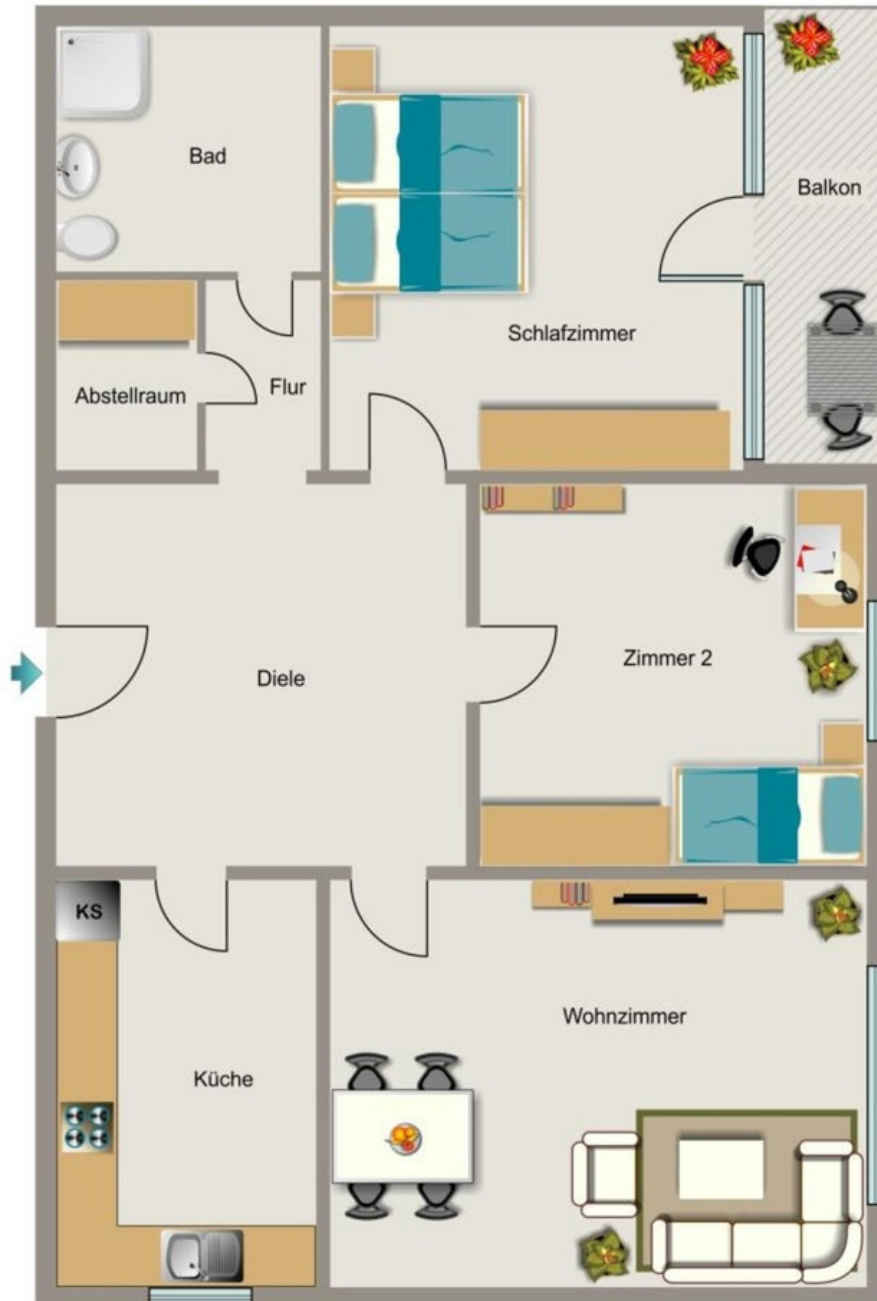 Bad
Balkon
Schlafzimmer
Abstellraum
Flur
Zimmer 2
Diele
KS
Wohnzimmer
Küche